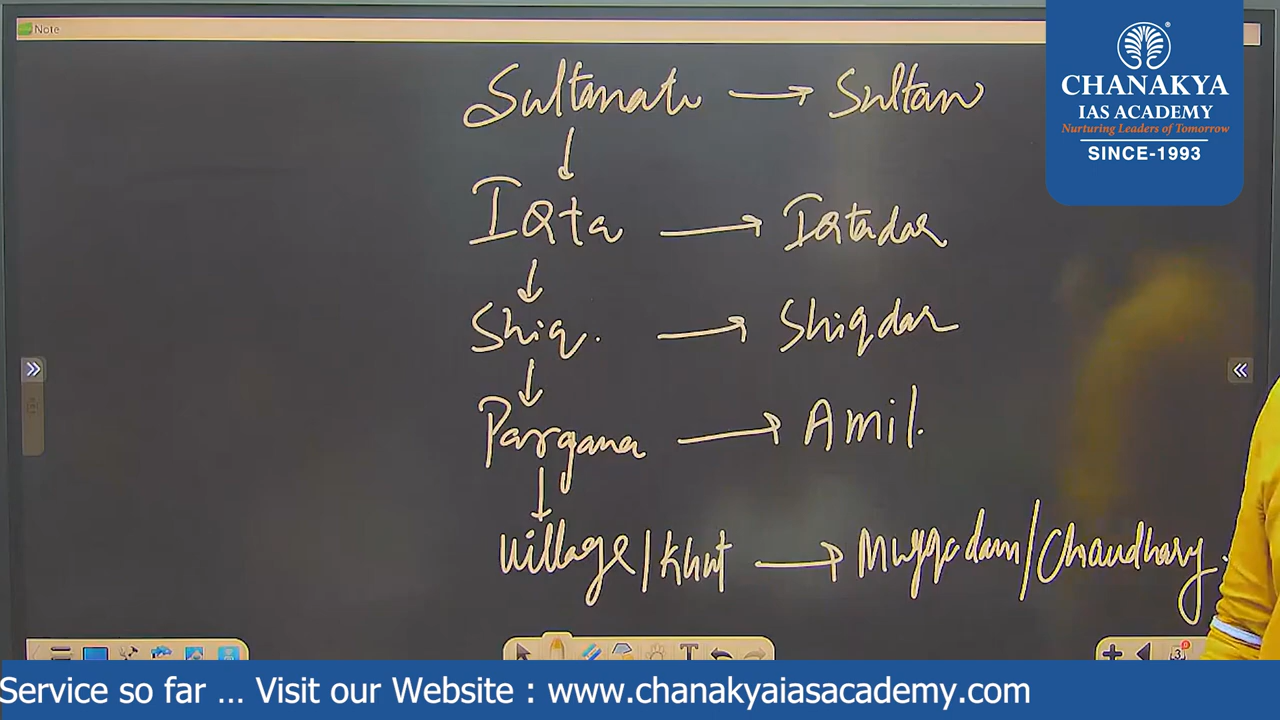 Note
CHANAKYA
IAS ACADEMY
Nurturing Leaders of Tomorrow
SINCE-1993
Sultanate → Sultan
↓
IQta → Iqtadar
↓
Shiq. → Shiqdar
↓
Pargana → Amil.
↓
Village/Khut → Muqqadam/Chaudhary.
Service so far ... Visit our Website : www.chanakyaiasacademy.com